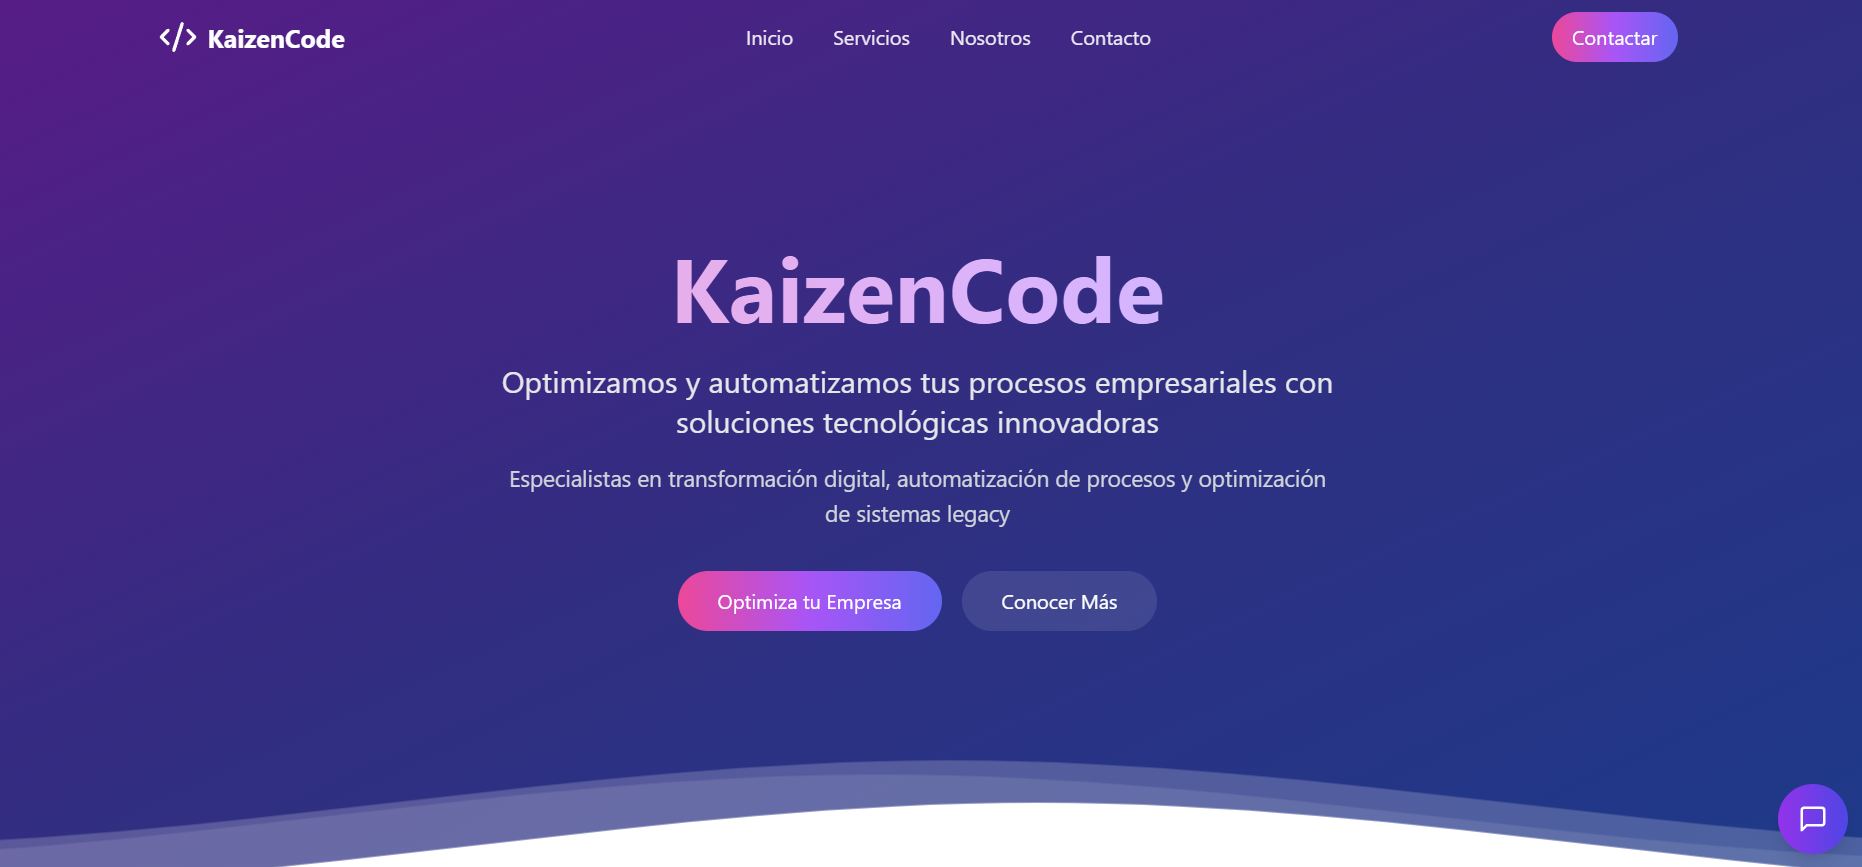 KaizenCode
Inicio
Servicios
Nosotros
Contacto
Contactar
KaizenCode
Optimizamos y automatizamos tus procesos empresariales con
soluciones tecnológicas innovadoras
Especialistas en transformación digital, automatización de procesos y optimización
de sistemas legacy
Optimiza tu Empresa
Conocer Más